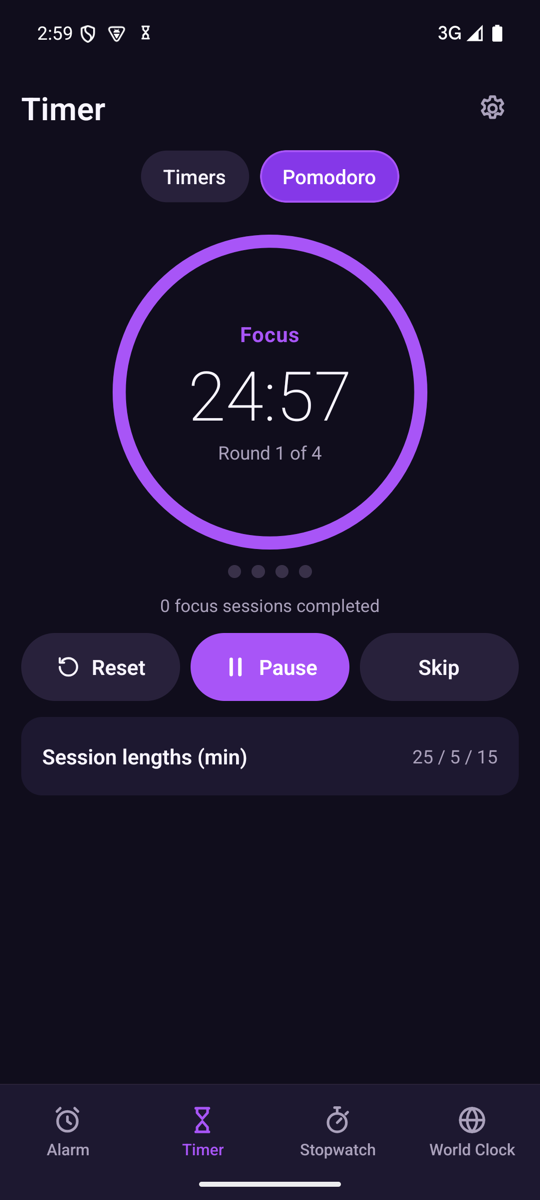 2:59 3G
Timer
Timers Pomodoro
Focus
24:57
Round 1 of 4
0 focus sessions completed
Reset Pause Skip
Session lengths (min) 25 / 5 / 15
Alarm Timer Stopwatch World Clock